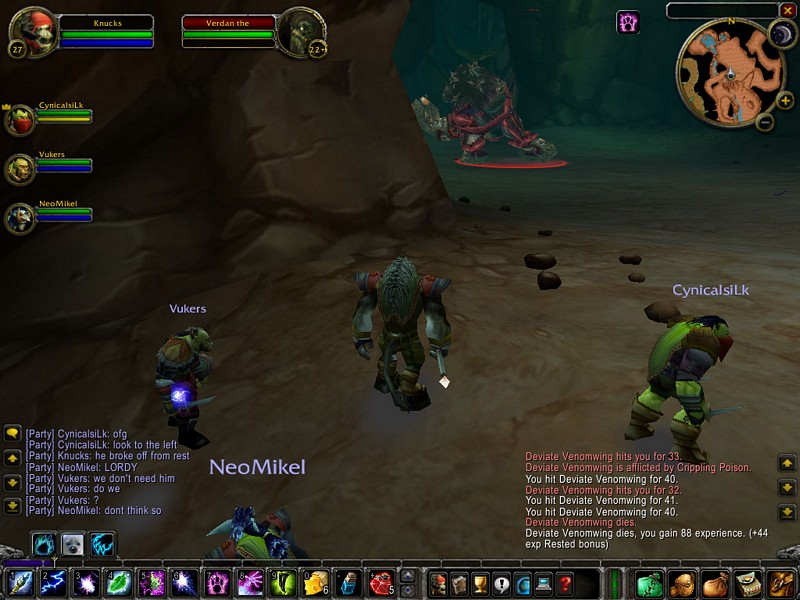 Knucks
27
Verdan the
22+
N
CynicalsiLk
Vukers
NeoMikel
Vukers
CynicalsiLk
NeoMikel
[Party] CynicalsiLk: ofg
[Party] CynicalsiLk: look to the left
[Party] Knucks: he broke off from rest
[Party] NeoMikel: LORDY
[Party] Vukers: we don't need him
[Party] Vukers: do we
[Party] Vukers: ?
[Party] NeoMikel: dont think so
Deviate Venomwing hits you for 33.
Deviate Venomwing is afflicted by Crippling Poison.
You hit Deviate Venomwing for 40.
Deviate Venomwing hits you for 32.
You hit Deviate Venomwing for 41.
You hit Deviate Venomwing for 40.
Deviate Venomwing dies.
Deviate Venomwing dies, you gain 88 experience. (+44
exp Rested bonus)
6
5